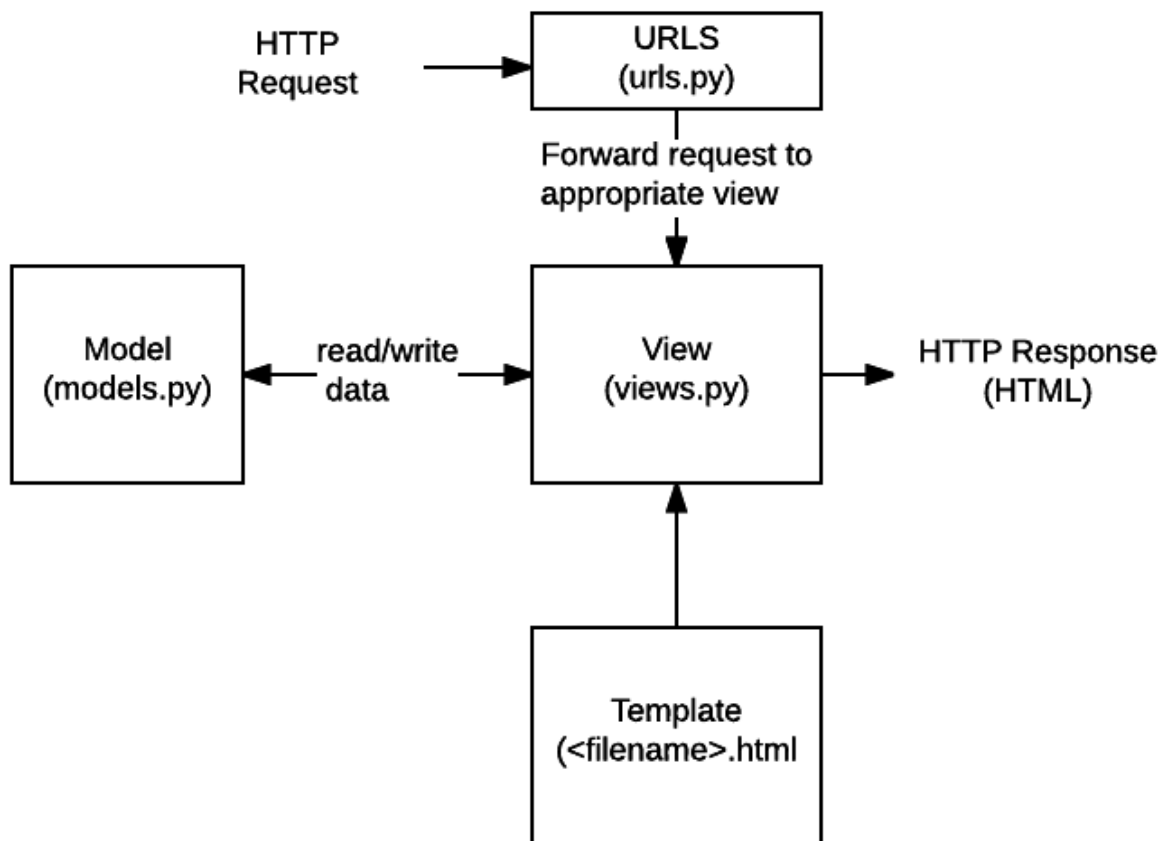 HTTP
Request
URLS
(urls.py)
Forward request to
appropriate view
Model
(models.py)
read/write
data
View
(views.py)
HTTP Response
(HTML)
Template
(<filename>.html